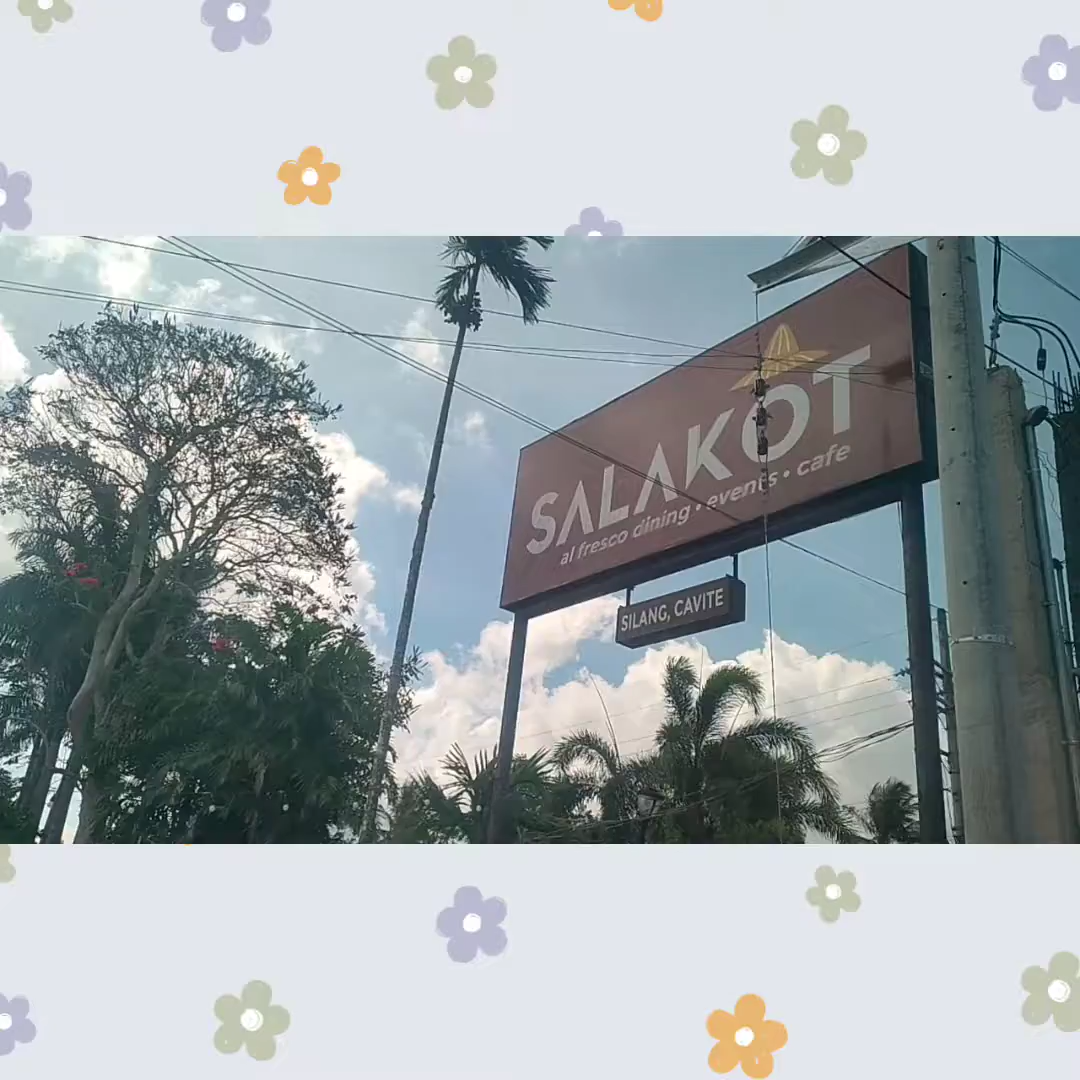 SALAKOT
al fresco dining • events • cafe
SILANG, CAVITE